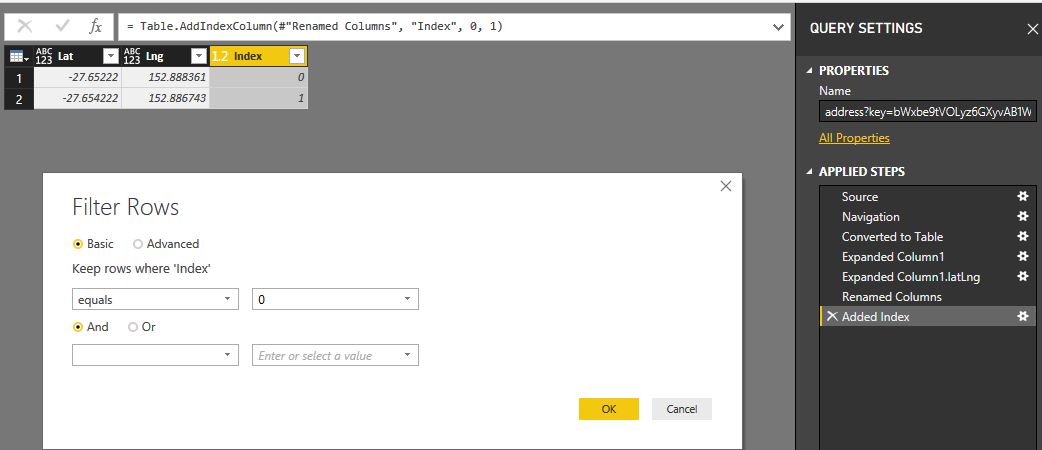 fx = Table.AddIndexColumn(#"Renamed Columns", "Index", 0, 1)
ABC 123 Lat ABC 123 Lng 1.2 Index
1 -27.65222 152.888361 0
2 -27.654222 152.886743 1
Filter Rows
Basic Advanced
Keep rows where 'Index'
equals 0
And Or
Enter or select a value
OK Cancel
QUERY SETTINGS
PROPERTIES
Name
address?key=bWxbe9tVOLyz6GXyvAB1W
All Properties
APPLIED STEPS
Source
Navigation
Converted to Table
Expanded Column1
Expanded Column1.latLng
Renamed Columns
Added Index